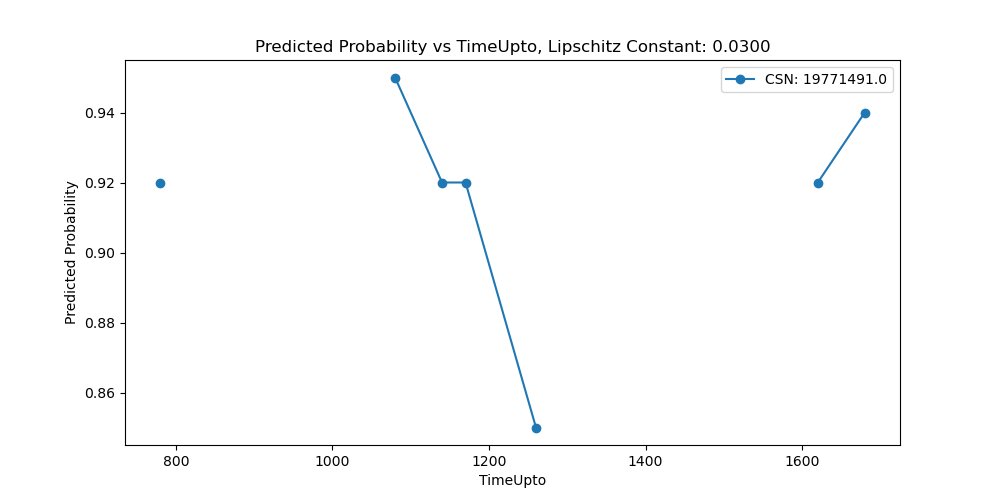 Predicted Probability vs TimeUpto, Lipschitz Constant: 0.0300
CSN: 19771491.0
Predicted Probability
0.94
0.92
0.90
0.88
0.86
800 1000 1200 1400 1600
TimeUpto